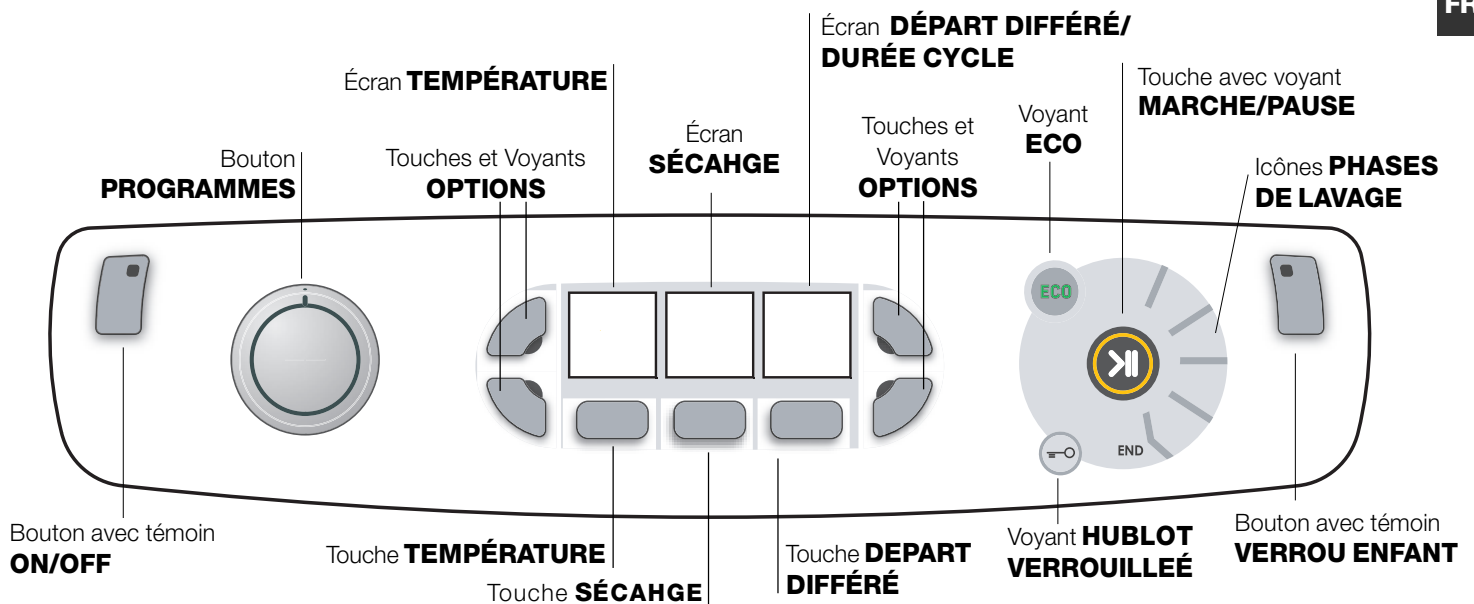 FR
Écran DÉPART DIFFÉRÉ/
DURÉE CYCLE
Écran TEMPÉRATURE
Touche avec voyant
MARCHE/PAUSE
Bouton
PROGRAMMES
Touches et Voyants
OPTIONS
Écran
SÉCAHGE
Touches et
Voyants
OPTIONS
Voyant
ECO
Icônes PHASES
DE LAVAGE
ECO
END
Bouton avec témoin
ON/OFF
Touche TEMPÉRATURE
Touche SÉCAHGE
Touche DEPART
DIFFÉRÉ
Voyant HUBLOT
VERROUILLEÉ
Bouton avec témoin
VERROU ENFANT